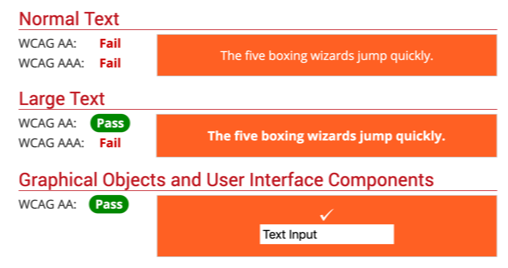 Normal Text
WCAG AA: Fail
WCAG AAA: Fail
The five boxing wizards jump quickly.
Large Text
WCAG AA: Pass
WCAG AAA: Fail
The five boxing wizards jump quickly.
Graphical Objects and User Interface Components
WCAG AA: Pass
Text Input